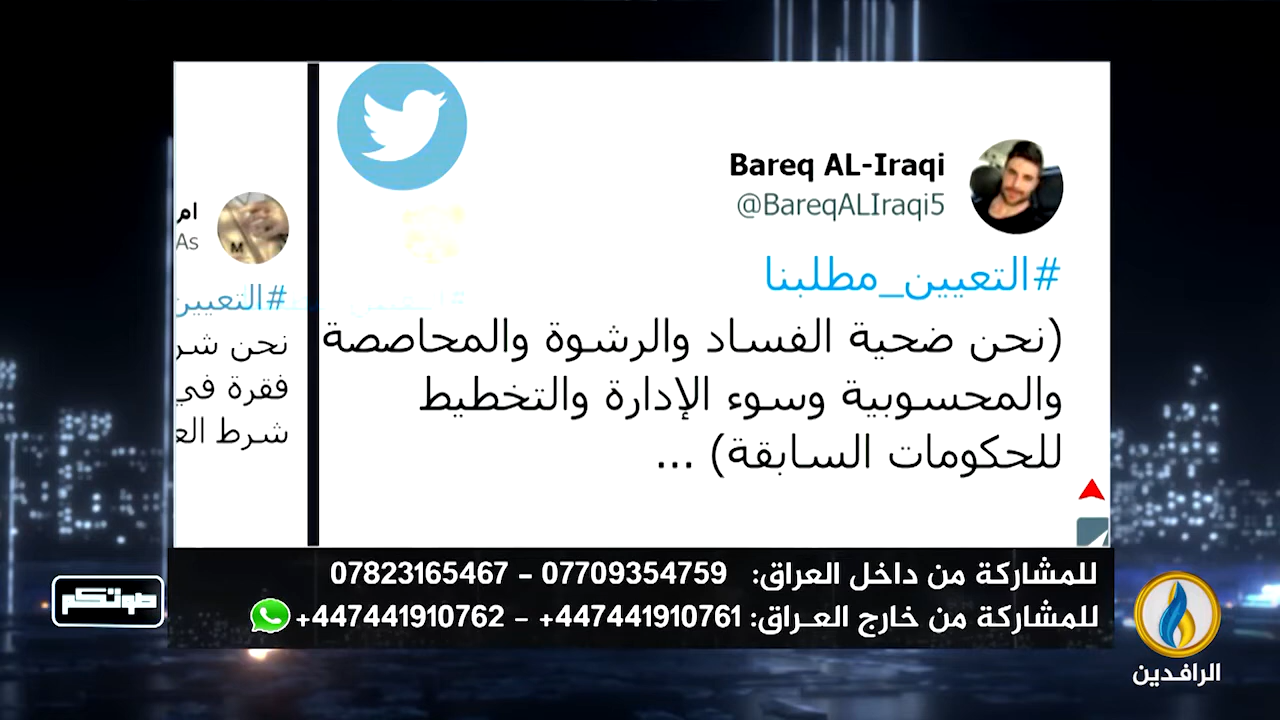 Bareq AL-Iraqi
@BareqALIraqi5
#التعيين_مطلبنا
(نحن ضحية الفساد والرشوة والمحاصصة
والمحسوبية وسوء الإدارة والتخطيط
للحكومات السابقة) ...
ام
As
M
#التعيين
نحن شر
فقرة في
شرط الع
للمشاركة من داخل العراق: 07709354759 - 07823165467
للمشاركة من خارج العراق: 447441910761+ - 447441910762+
صوتكم
الرافدين